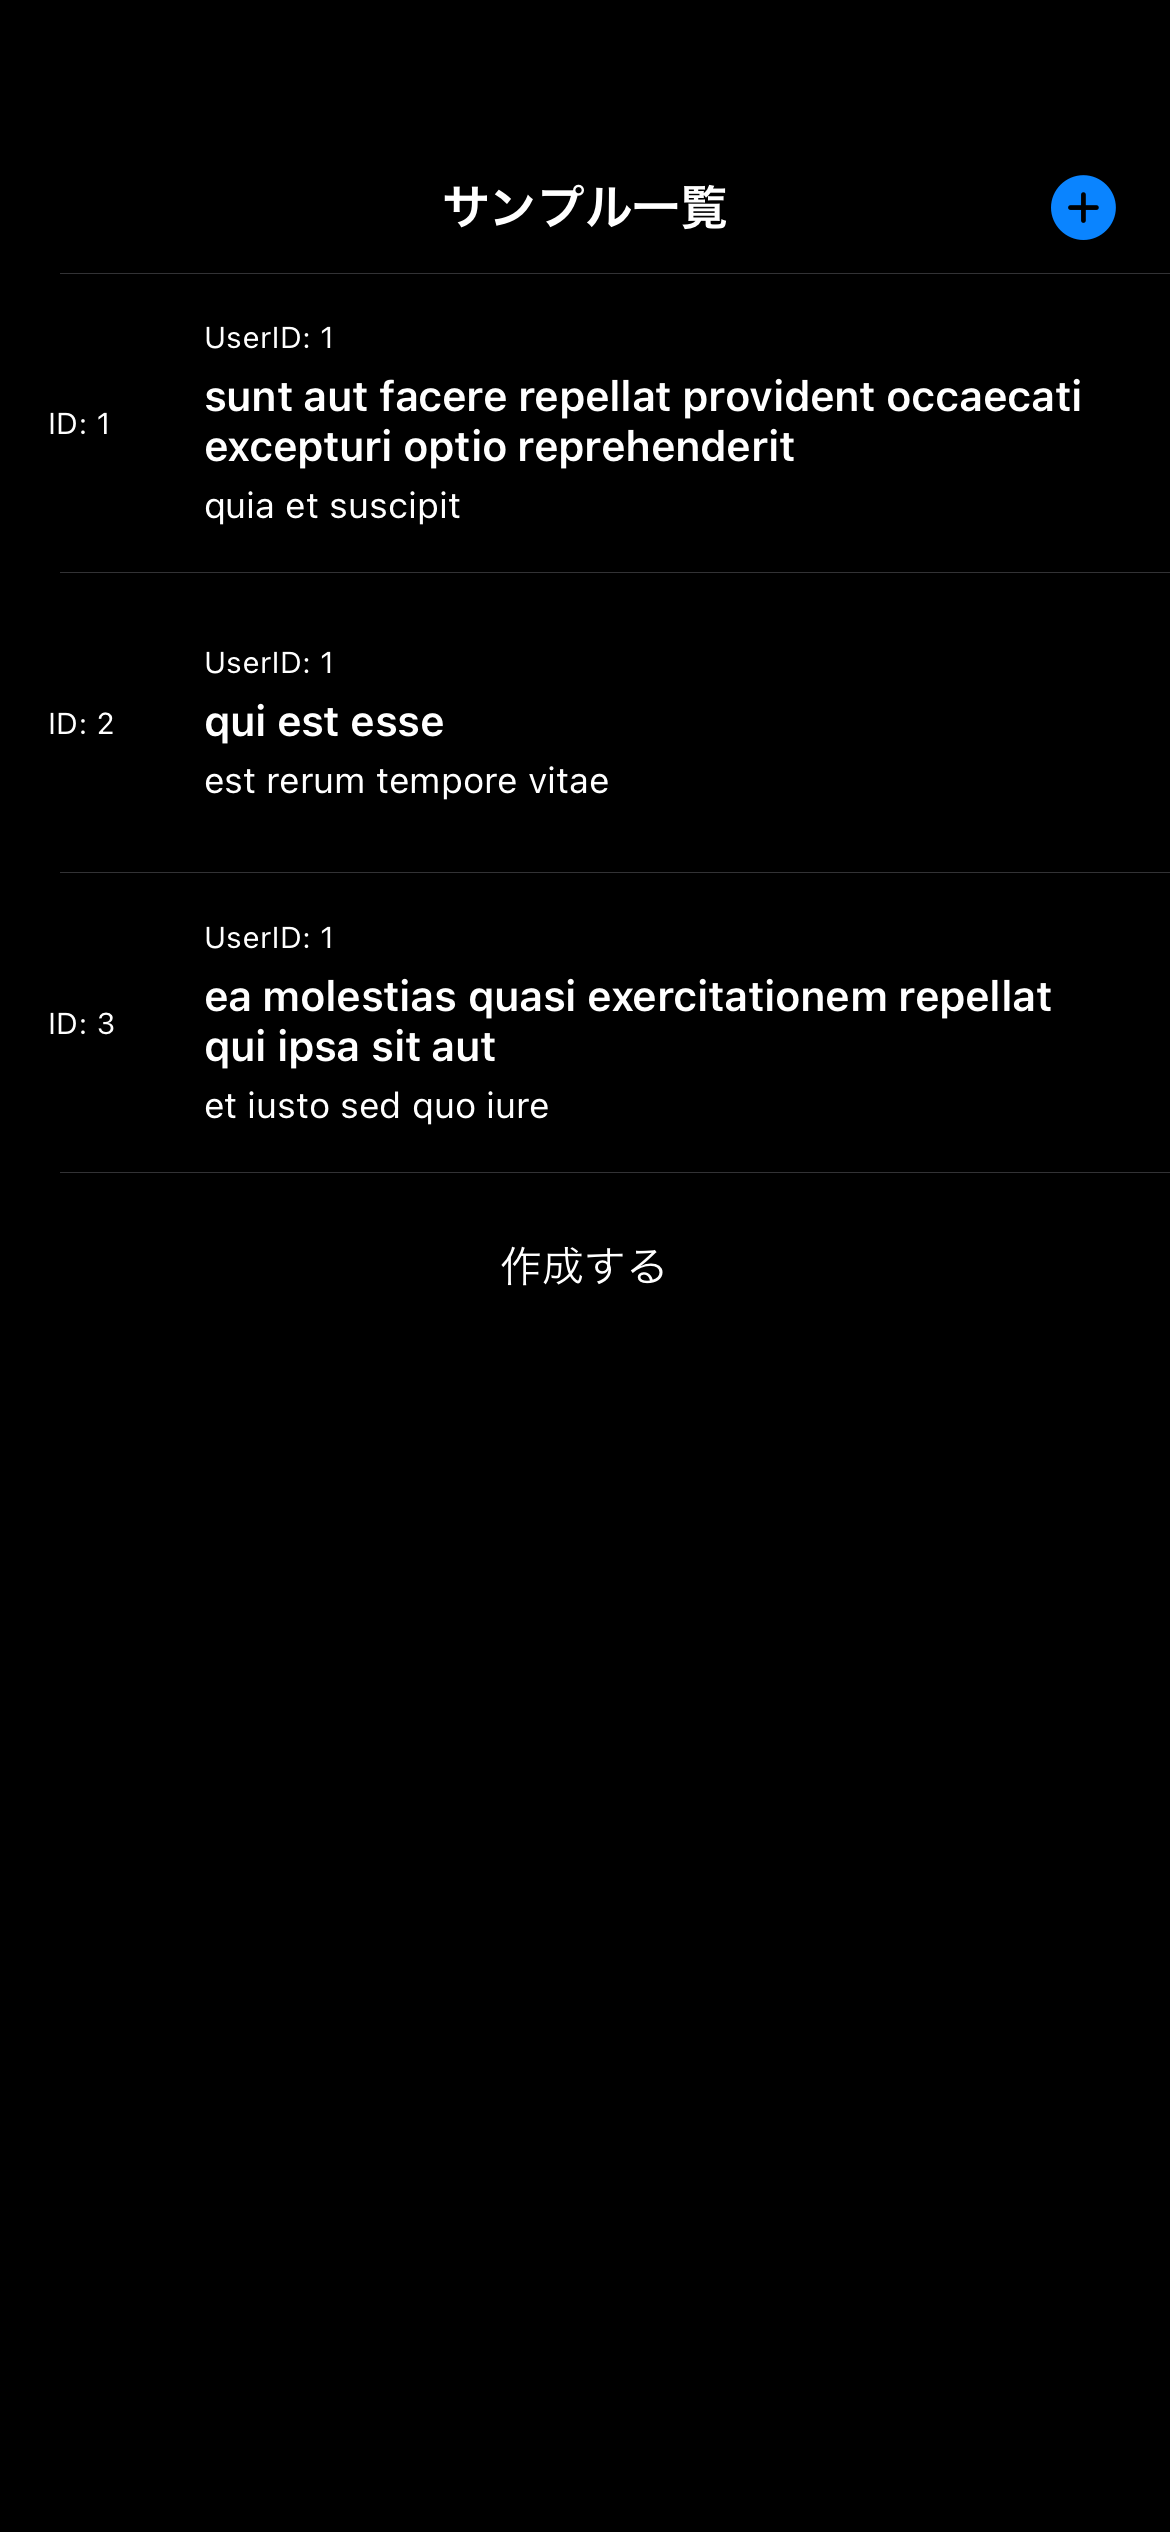 サンプル一覧
UserID: 1
ID: 1
sunt aut facere repellat provident occaecati
excepturi optio reprehenderit
quia et suscipit
UserID: 1
ID: 2
qui est esse
est rerum tempore vitae
UserID: 1
ID: 3
ea molestias quasi exercitationem repellat
qui ipsa sit aut
et iusto sed quo iure
作成する